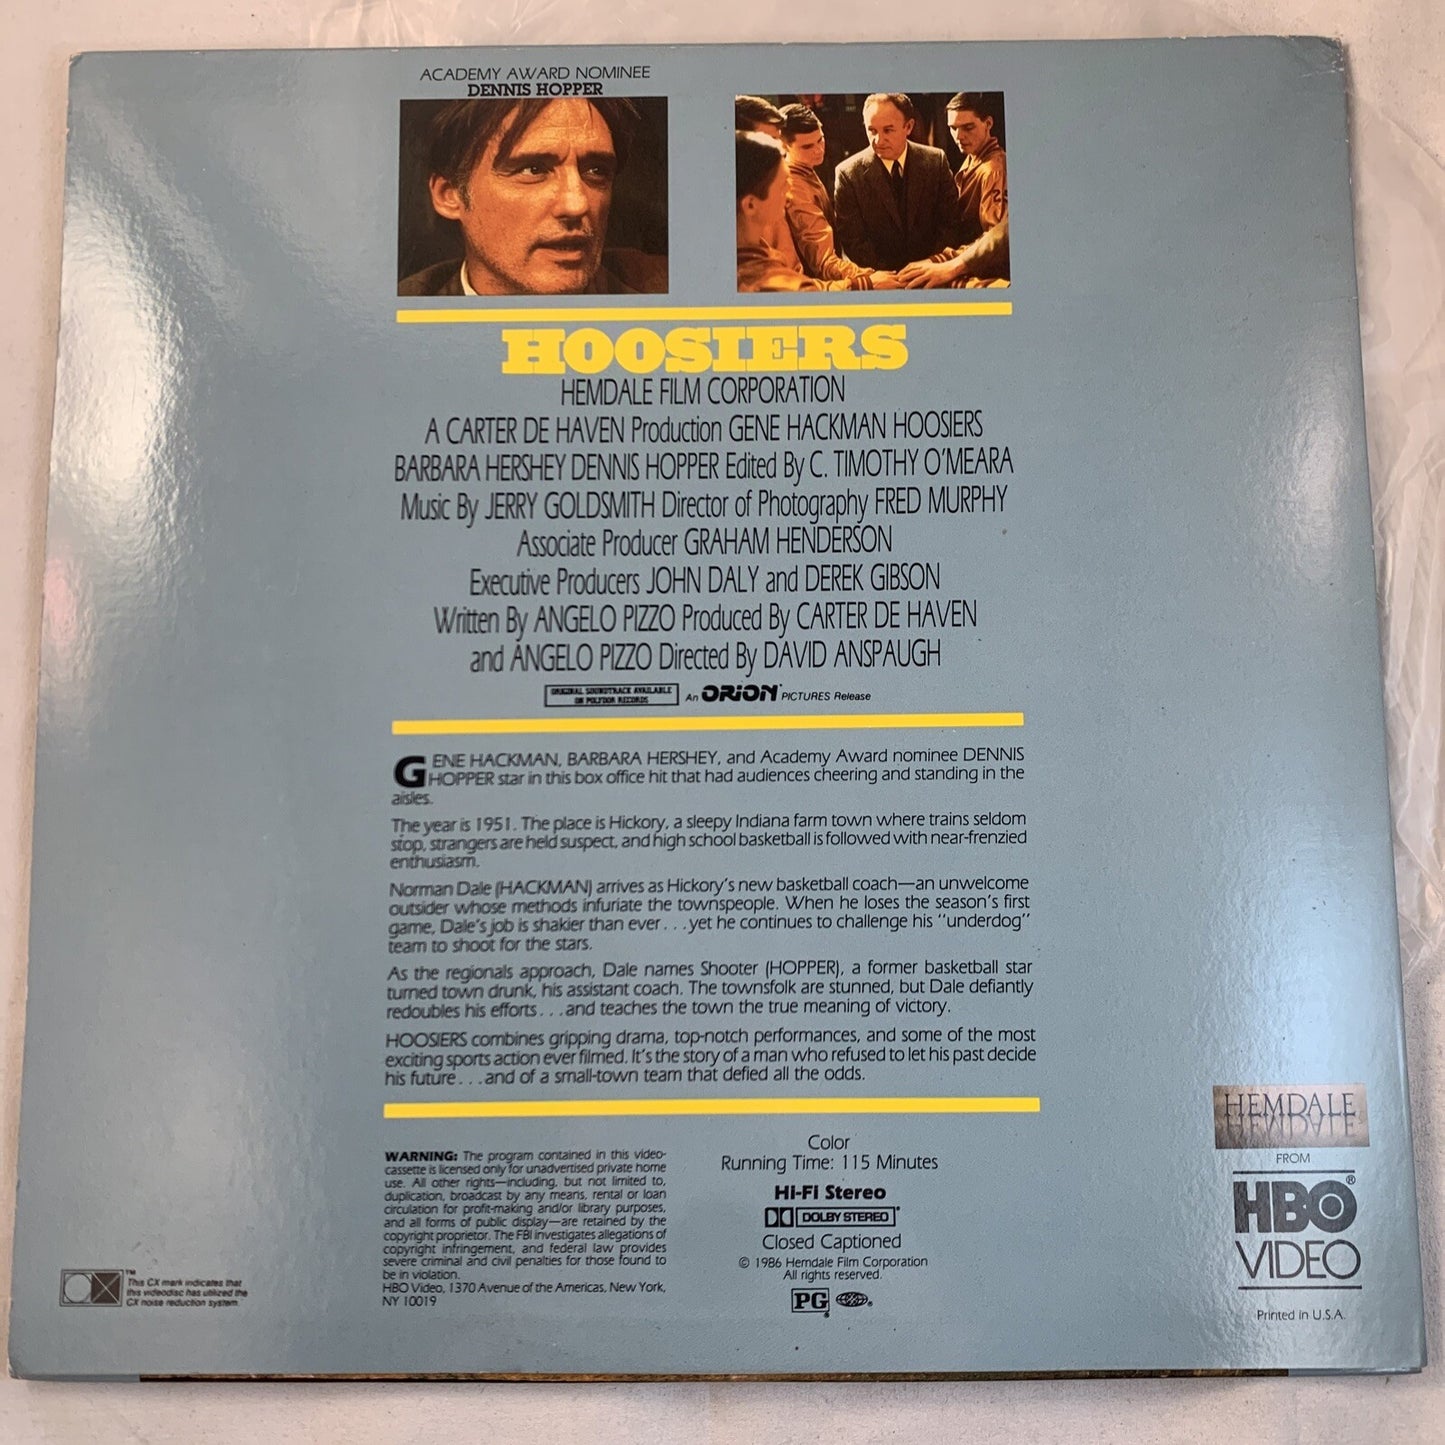 ACADEMY AWARD NOMINEE
DENNIS HOPPER
HOOSIERS
HEMDALE FILM CORPORATION
A CARTER DE HAVEN Production GENE HACKMAN HOOSIERS
BARBARA HERSHEY DENNIS HOPPER Edited By C. TIMOTHY O'MEARA
Music By JERRY GOLDSMITH Director of Photography FRED MURPHY
Associate Producer GRAHAM HENDERSON
Executive Producers JOHN DALY and DEREK GIBSON
Written By ANGELO PIZZO Produced By CARTER DE HAVEN
and ANGELO PIZZO Directed By DAVID ANSPAUGH
ORIGINAL SOUNDTRACK AVAILABLE
ON POLYDOR RECORDS
An ORION PICTURES Release
GENE HACKMAN, BARBARA HERSHEY, and Academy Award nominee DENNIS
HOPPER star in this box office hit that had audiences cheering and standing in the
aisles.
The year is 1951. The place is Hickory, a sleepy Indiana farm town where trains seldom
stop, strangers are held suspect, and high school basketball is followed with near-frenzied
enthusiasm.
Norman Dale (HACKMAN) arrives as Hickory's new basketball coach—an unwelcome
outsider whose methods infuriate the townspeople. When he loses the season's first
game, Dale's job is shakier than ever . . . yet he continues to challenge his "underdog"
team to shoot for the stars.
As the regionals approach, Dale names Shooter (HOPPER), a former basketball star
turned town drunk, his assistant coach. The townsfolk are stunned, but Dale defiantly
redoubles his efforts . . . and teaches the town the true meaning of victory.
HOOSIERS combines gripping drama, top-notch performances, and some of the most
exciting sports action ever filmed. It's the story of a man who refused to let his past decide
his future . . . and of a small-town team that defied all the odds.
WARNING: The program contained in this video-
cassette is licensed only for unadvertised private home
use. All other rights—including, but not limited to,
duplication, broadcast by any means, rental or loan
circulation for profit-making and/or library purposes,
and all forms of public display—are retained by the
copyright proprietor. The FBI investigates allegations of
copyright infringement, and federal law provides
severe criminal and civil penalties for those found to
be in violation.
HBO Video, 1370 Avenue of the Americas, New York,
NY 10019
Color
Running Time: 115 Minutes
Hi-Fi Stereo
DOLBY STEREO®
Closed Captioned
© 1986 Hemdale Film Corporation
All rights reserved.
PG®
HEMDALE
FROM
HBO®
VIDEO
Printed in U.S.A.
CX™
This CX mark indicates that
this videodisc has utilized the
CX noise reduction system.